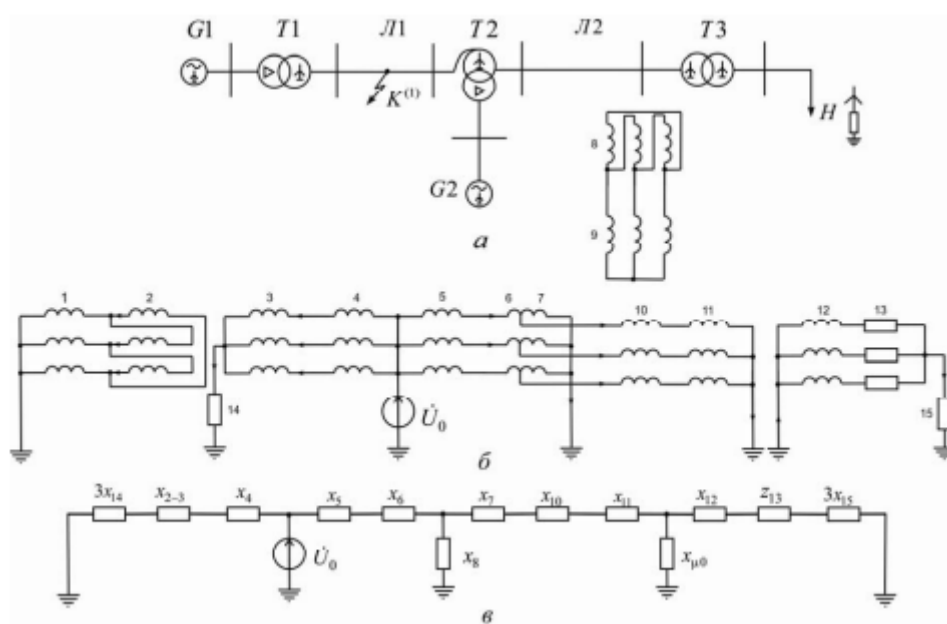 G1 T1 Л1 T2 Л2 T3
K⁽¹⁾
H
G2
а
8
9
1 2 3 4 5 6 7 10 11 12 13
14
U̇₀
15
б
3x₁₄ x₂₋₃ x₄ x₅ x₆ x₇ x₁₀ x₁₁ x₁₂ z₁₃ 3x₁₅
U̇₀ x₈ xμ₀
в